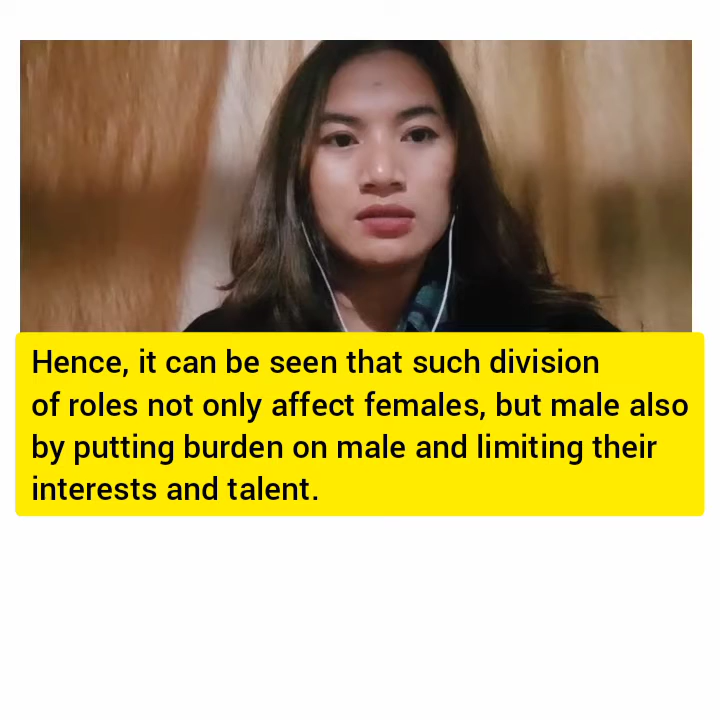 Hence, it can be seen that such division
of roles not only affect females, but male also
by putting burden on male and limiting their
interests and talent.